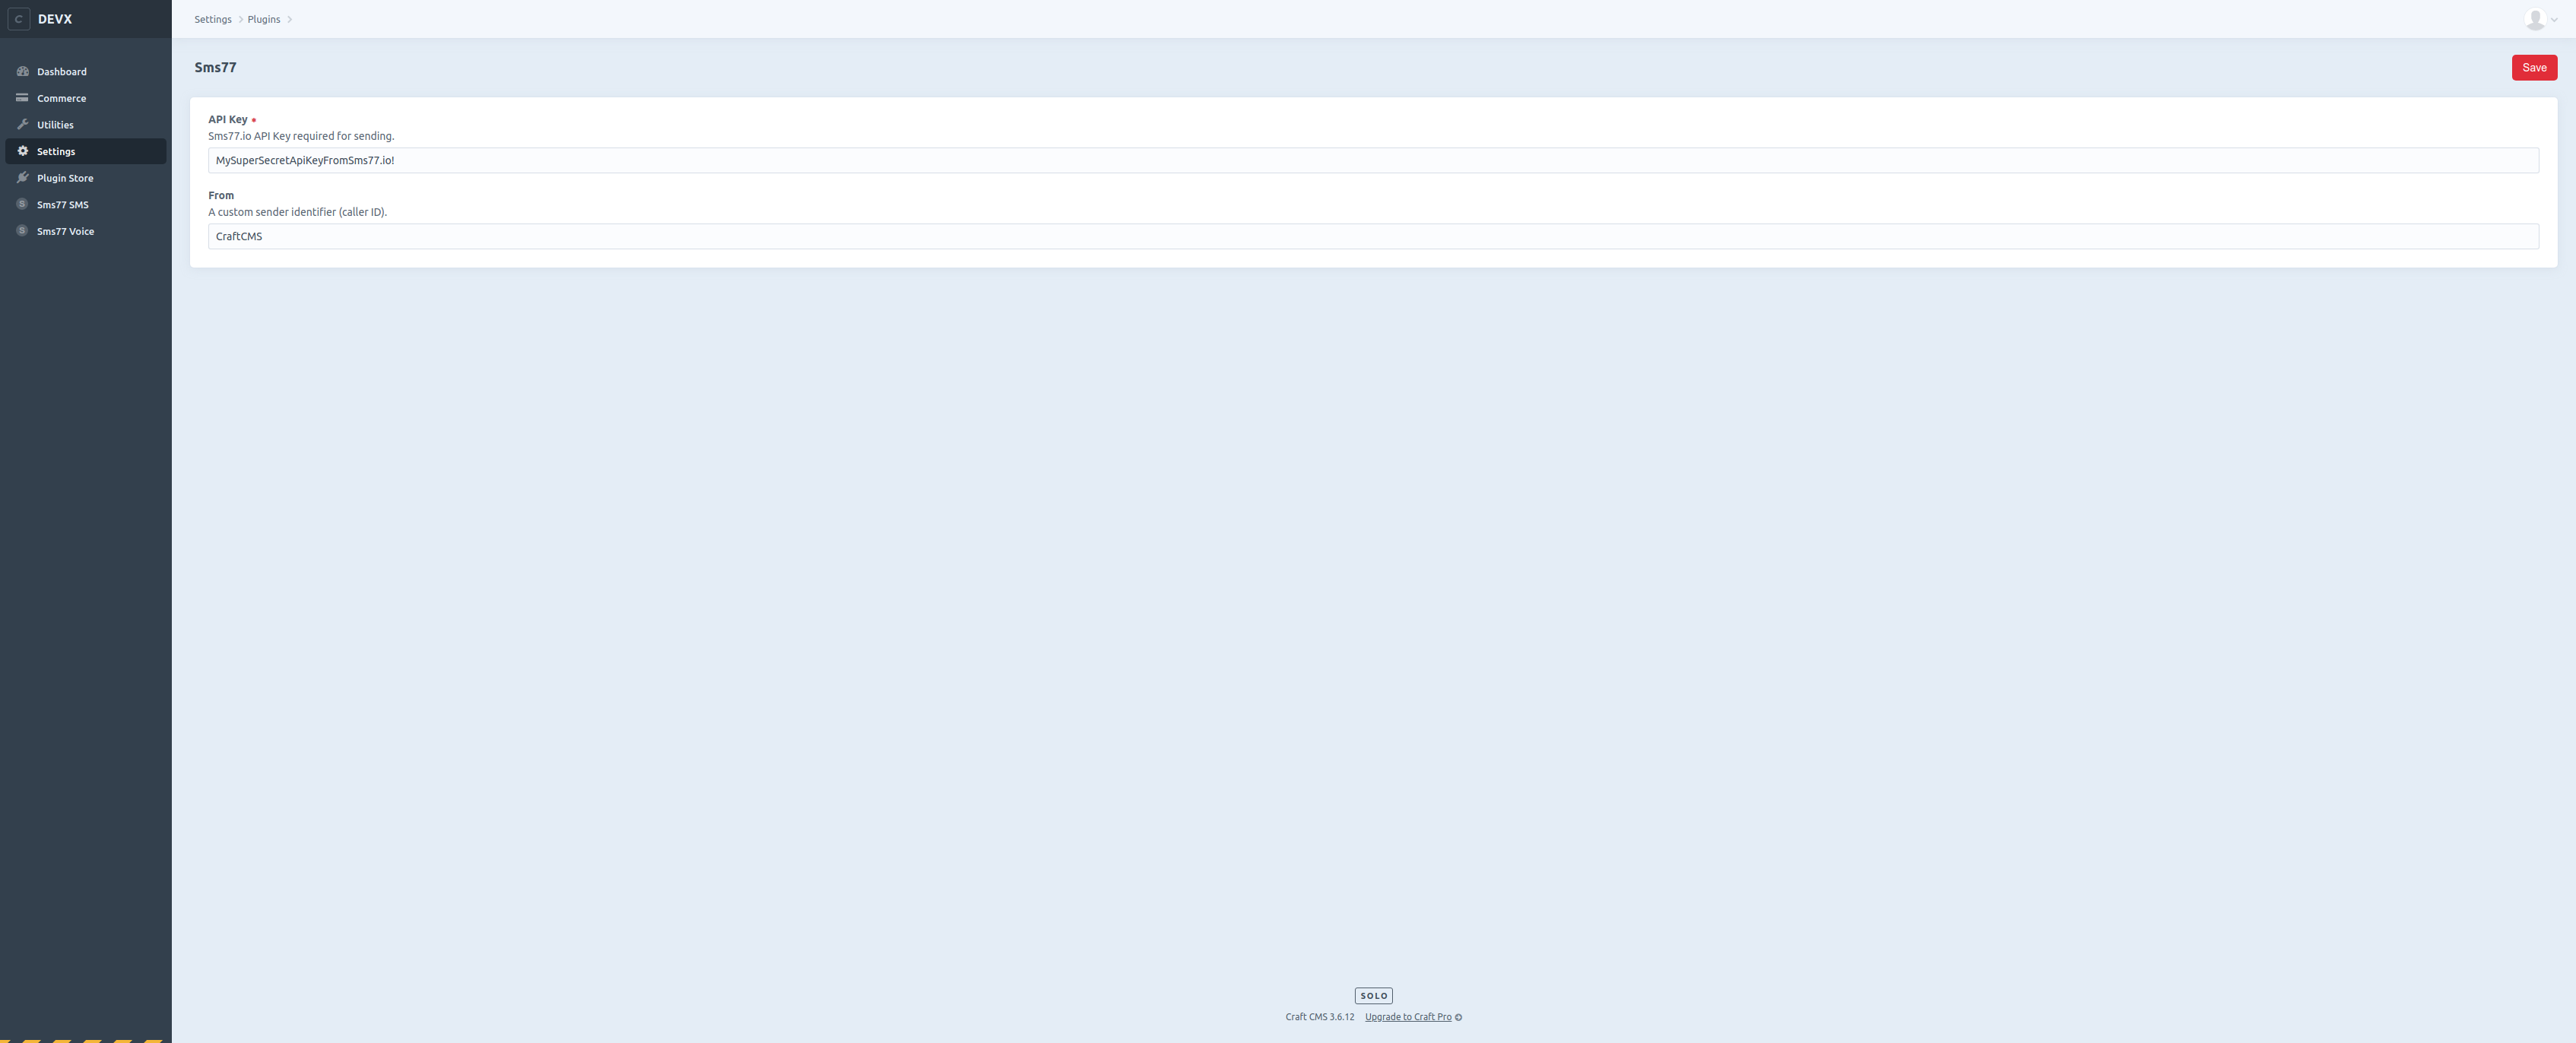 C DEVX
Dashboard
Commerce
Utilities
Settings
Plugin Store
S Sms77 SMS
S Sms77 Voice
Settings Plugins
Sms77
Save
API Key
Sms77.io API Key required for sending.
MySuperSecretApiKeyFromSms77.io!
From
A custom sender identifier (caller ID).
CraftCMS
SOLO
Craft CMS 3.6.12 Upgrade to Craft Pro